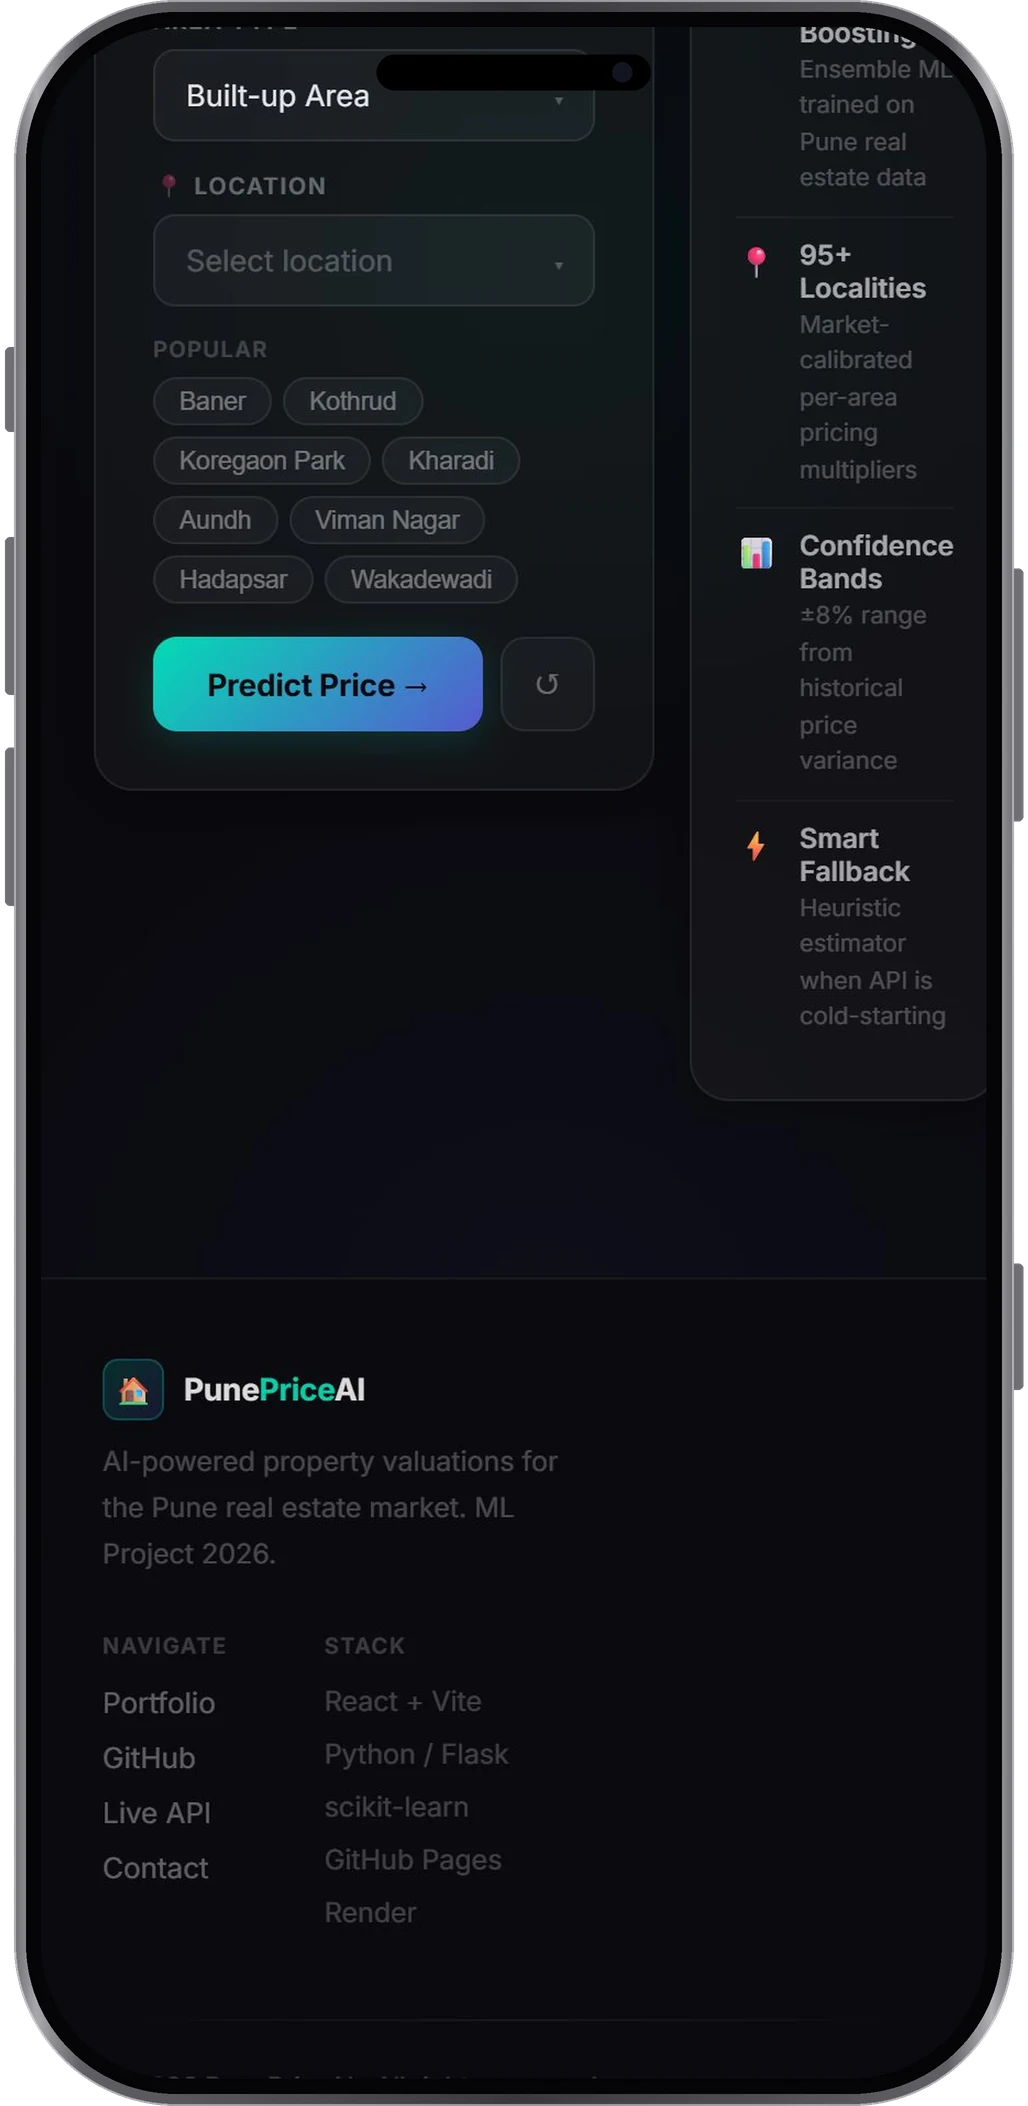 Built-up Area
LOCATION
Select location
POPULAR
Baner
Kothrud
Koregaon Park
Kharadi
Aundh
Viman Nagar
Hadapsar
Wakadewadi
Predict Price →
↺
Boosting
Ensemble ML
trained on
Pune real
estate data
95+
Localities
Market-
calibrated
per-area
pricing
multipliers
Confidence
Bands
±8% range
from
historical
price
variance
Smart
Fallback
Heuristic
estimator
when API is
cold-starting
PunePriceAI
AI-powered property valuations for
the Pune real estate market. ML
Project 2026.
NAVIGATE
Portfolio
GitHub
Live API
Contact
STACK
React + Vite
Python / Flask
scikit-learn
GitHub Pages
Render